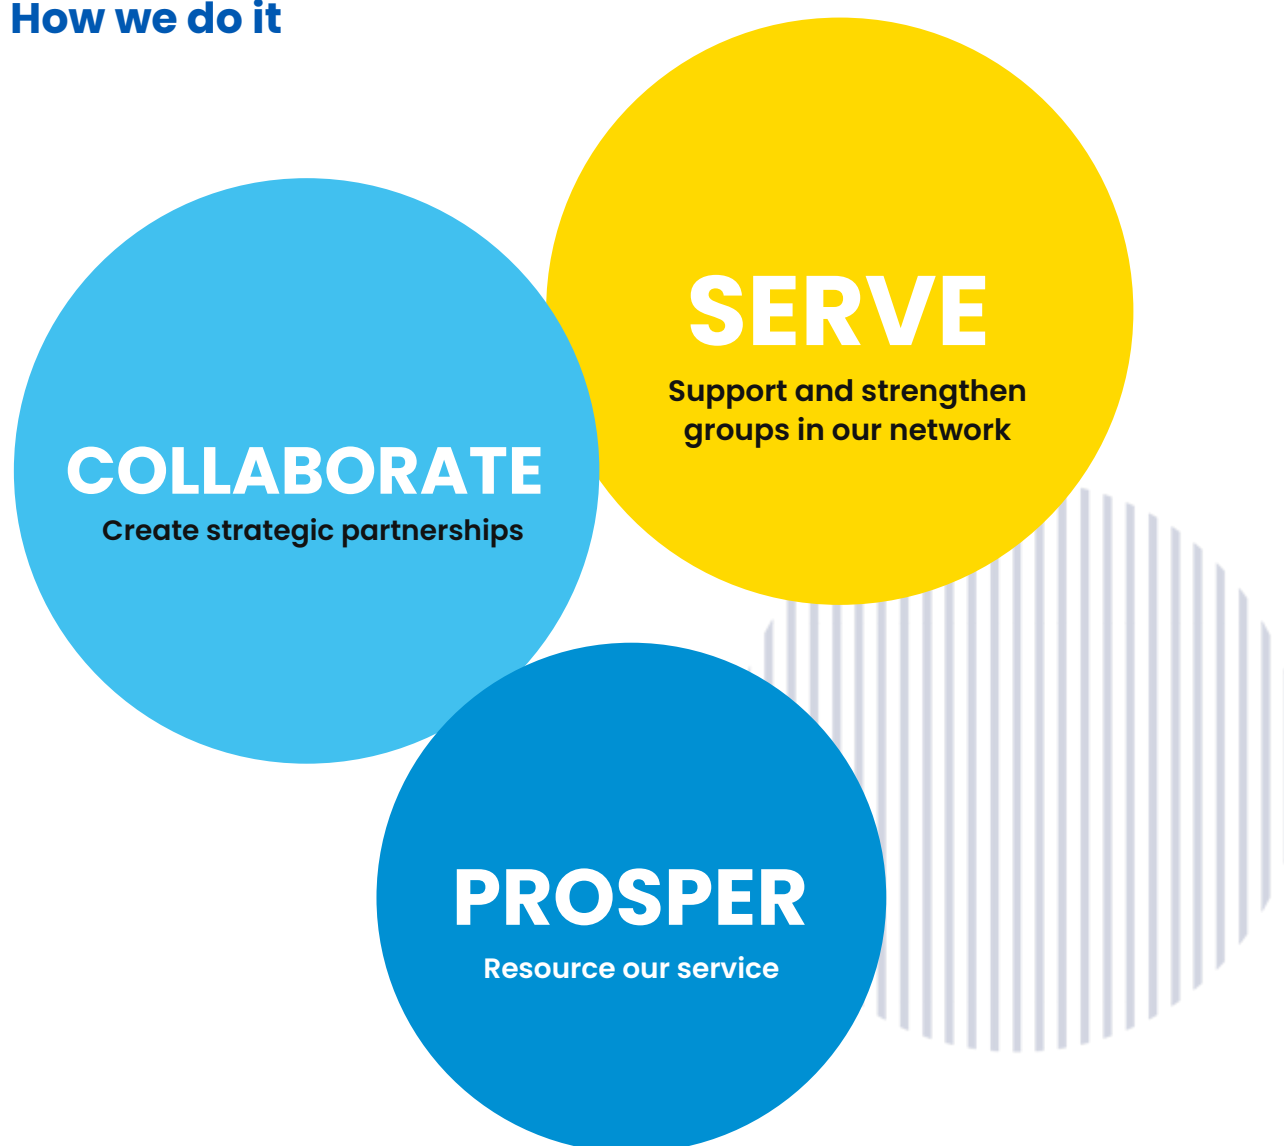 How we do it
SERVE
Support and strengthen
groups in our network
COLLABORATE
Create strategic partnerships
PROSPER
Resource our service